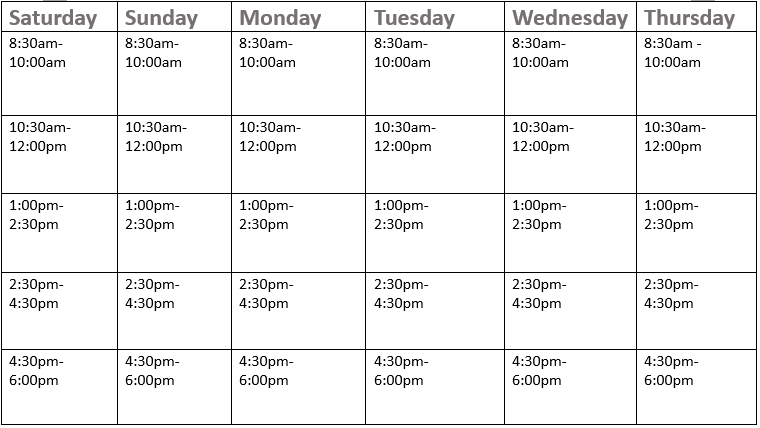 Saturday Sunday Monday Tuesday Wednesday Thursday
8:30am- 8:30am- 8:30am- 8:30am- 8:30am- 8:30am -
10:00am 10:00am 10:00am 10:00am 10:00am 10:00am
10:30am- 10:30am- 10:30am- 10:30am- 10:30am- 10:30am-
12:00pm 12:00pm 12:00pm 12:00pm 12:00pm 12:00pm
1:00pm- 1:00pm- 1:00pm- 1:00pm- 1:00pm- 1:00pm-
2:30pm 2:30pm 2:30pm 2:30pm 2:30pm 2:30pm
2:30pm- 2:30pm- 2:30pm- 2:30pm- 2:30pm- 2:30pm-
4:30pm 4:30pm 4:30pm 4:30pm 4:30pm 4:30pm
4:30pm- 4:30pm- 4:30pm- 4:30pm- 4:30pm- 4:30pm-
6:00pm 6:00pm 6:00pm 6:00pm 6:00pm 6:00pm